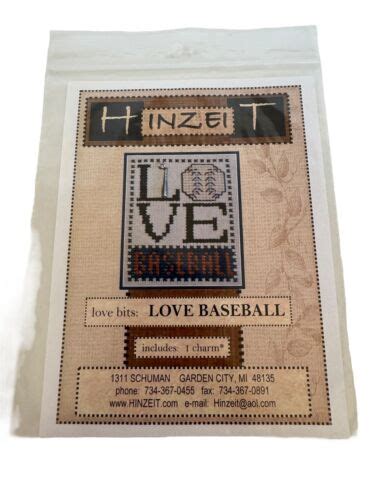 HINZEIT
L VE
BASEBALL
love bits: LOVE BASEBALL
includes: 1 charm*
1311 SCHUMAN GARDEN CITY, MI 48135
phone: 734-367-0455 fax: 734-367-0891
www.HINZEIT.com e-mail: Hinzeit@aol.com